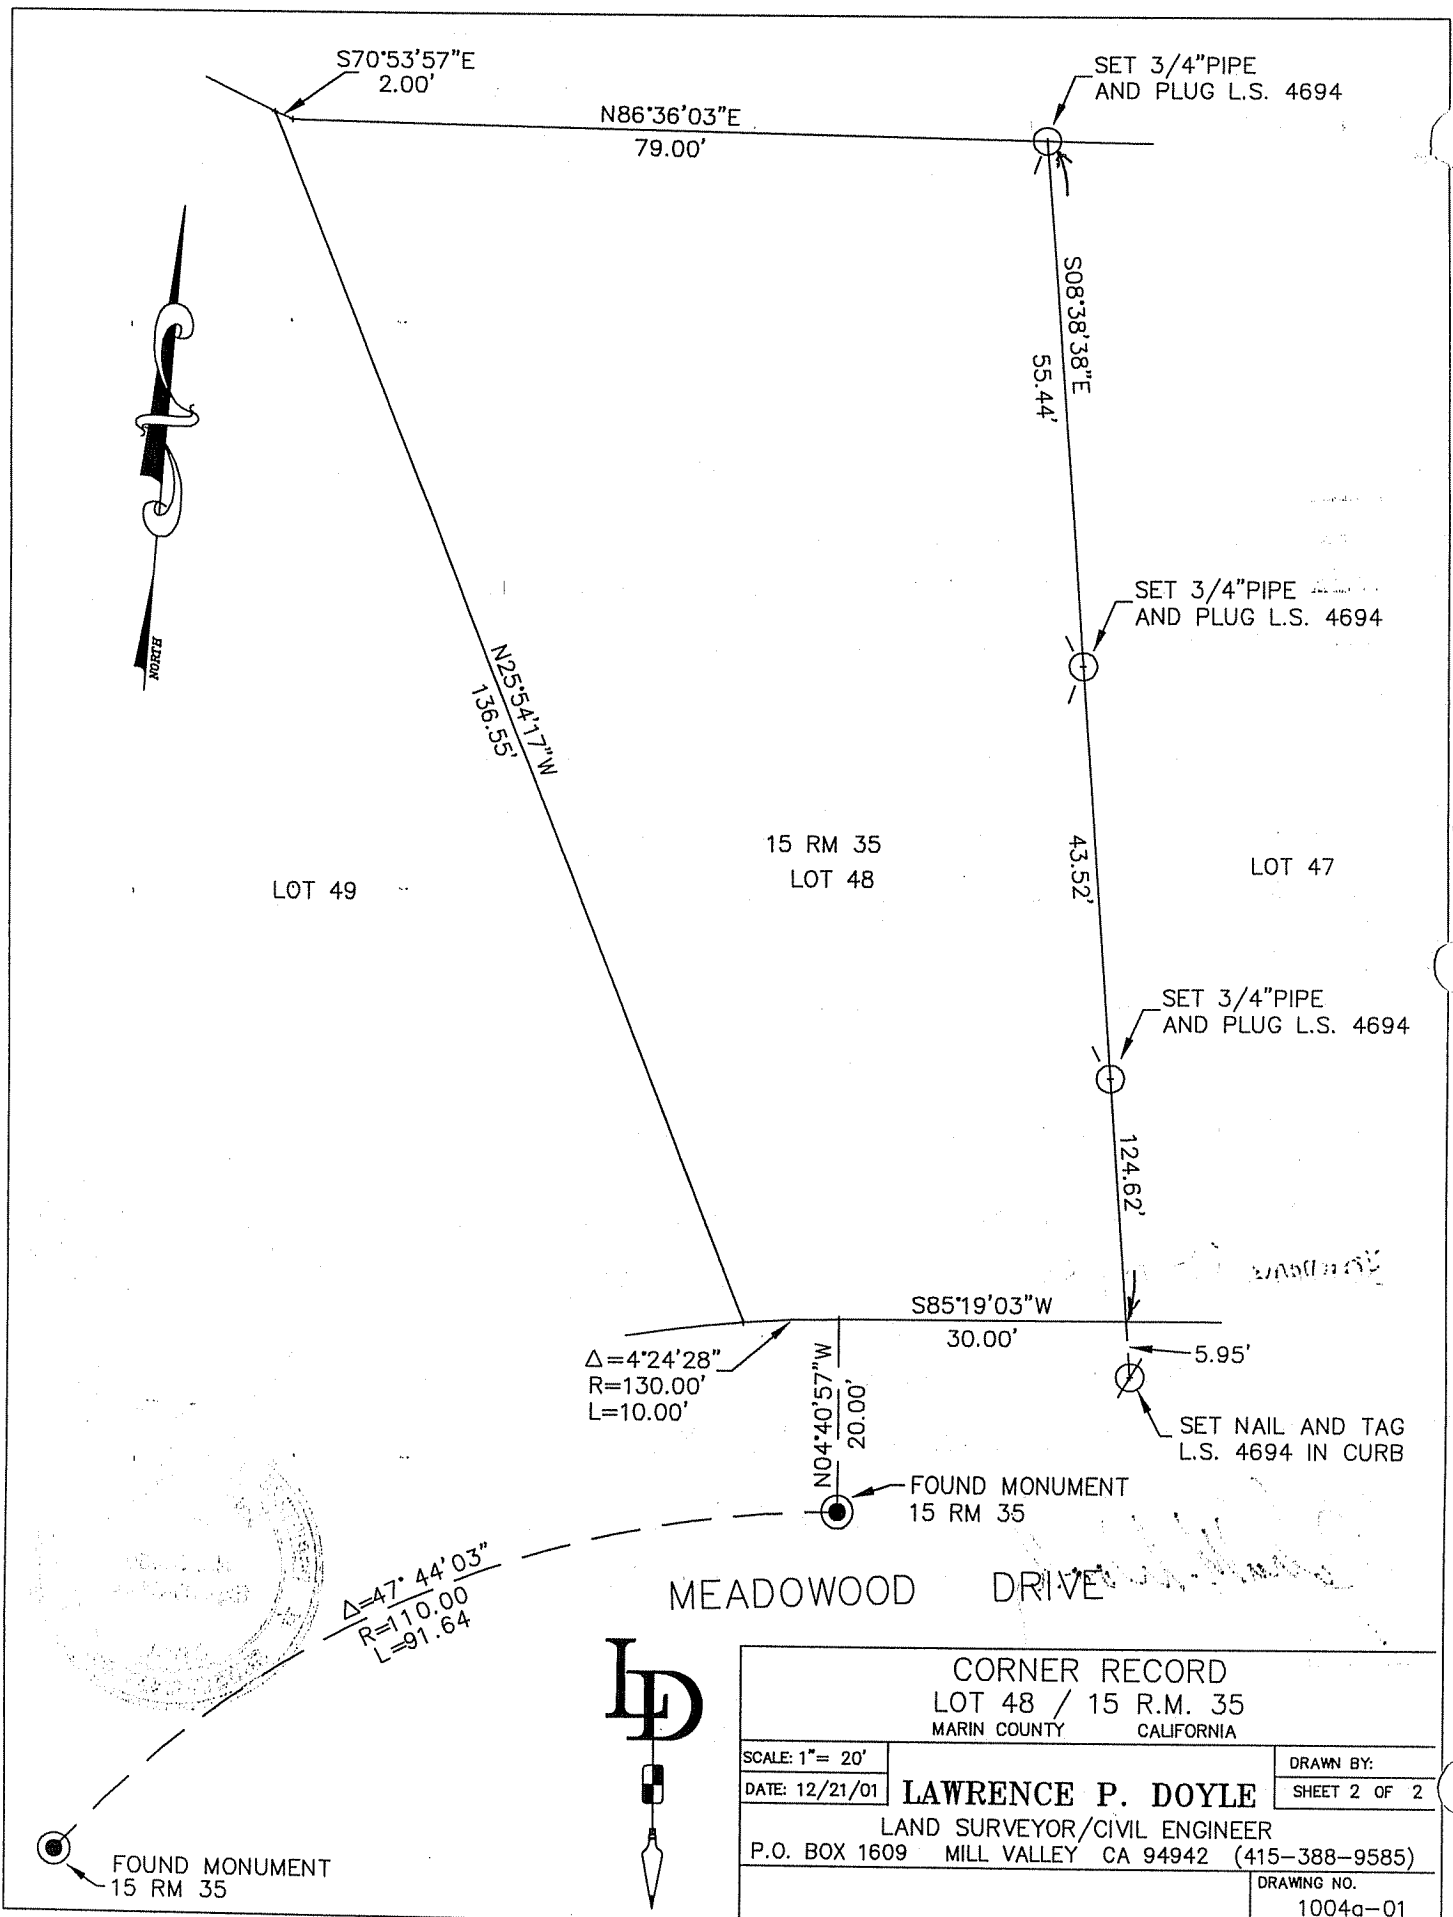 S70°53'57"E
2.00'
N86°36'03"E
79.00'
SET 3/4"PIPE
AND PLUG L.S. 4694
S08°38'38"E
55.44'
NORTH
SET 3/4"PIPE
AND PLUG L.S. 4694
N25°54'17"W
136.55'
15 RM 35
LOT 48
43.52'
LOT 47
LOT 49
SET 3/4"PIPE
AND PLUG L.S. 4694
124.62'
S85°19'03"W
30.00'
Δ=4°24'28"
R=130.00'
L=10.00'
N04°40'57"W
20.00'
5.95'
SET NAIL AND TAG
L.S. 4694 IN CURB
FOUND MONUMENT
15 RM 35
Δ=47° 44'03"
R=110.00
L=91.64
MEADOWOOD DRIVE
FOUND MONUMENT
15 RM 35
LD
CORNER RECORD
LOT 48 / 15 R.M. 35
MARIN COUNTY CALIFORNIA
SCALE: 1"= 20'
DATE: 12/21/01
LAWRENCE P. DOYLE
DRAWN BY:
SHEET 2 OF 2
LAND SURVEYOR/CIVIL ENGINEER
P.O. BOX 1609 MILL VALLEY CA 94942 (415-388-9585)
DRAWING NO.
1004a-01